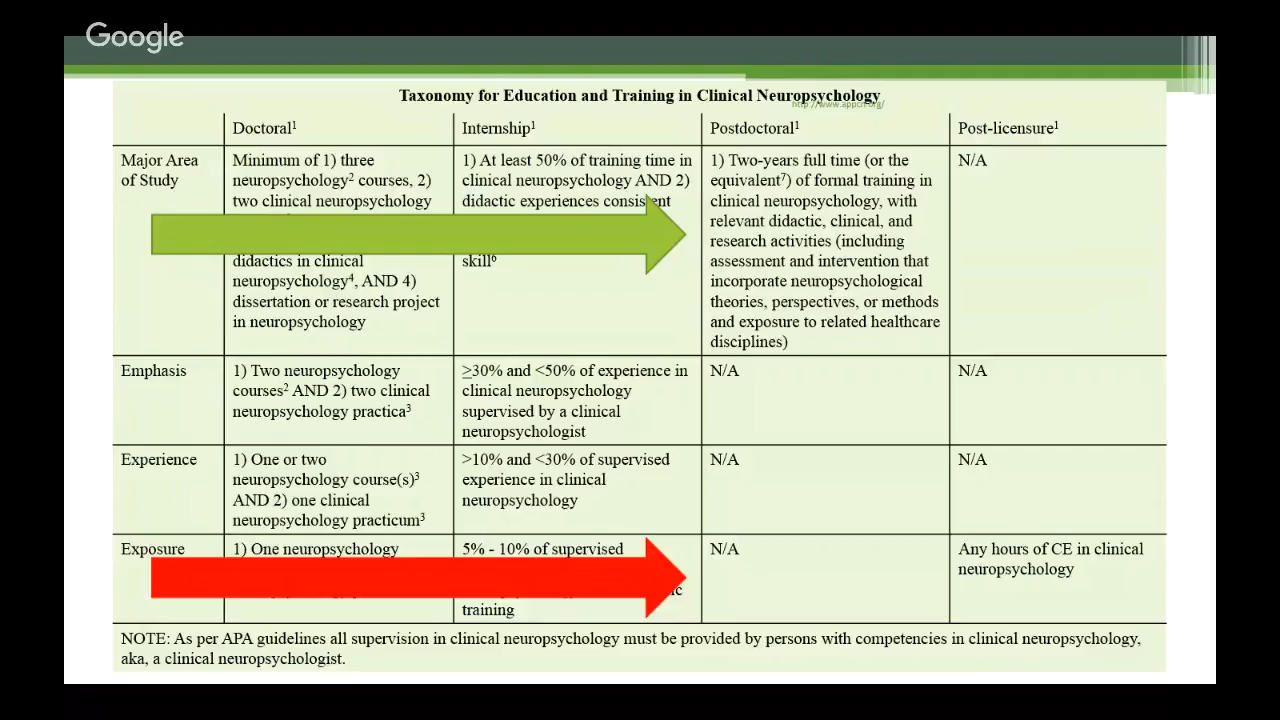 Google
Taxonomy for Education and Training in Clinical Neuropsychology
http://www.appcn.org/
Doctoral¹ Internship¹ Postdoctoral¹ Post-licensure¹
Major Area
of Study
Minimum of 1) three
neuropsychology² courses, 2)
two clinical neuropsychology
didactics in clinical
neuropsychology⁴, AND 4)
dissertation or research project
in neuropsychology
1) At least 50% of training time in
clinical neuropsychology AND 2)
didactic experiences consistent
skill⁶
1) Two-years full time (or the
equivalent⁷) of formal training in
clinical neuropsychology, with
relevant didactic, clinical, and
research activities (including
assessment and intervention that
incorporate neuropsychological
theories, perspectives, or methods
and exposure to related healthcare
disciplines)
N/A
Emphasis
1) Two neuropsychology
courses² AND 2) two clinical
neuropsychology practica³
≥30% and <50% of experience in
clinical neuropsychology
supervised by a clinical
neuropsychologist
N/A
N/A
Experience
1) One or two
neuropsychology course(s)³
AND 2) one clinical
neuropsychology practicum³
>10% and <30% of supervised
experience in clinical
neuropsychology
N/A
N/A
Exposure
1) One neuropsychology
5% - 10% of supervised
training
N/A
Any hours of CE in clinical
neuropsychology
NOTE: As per APA guidelines all supervision in clinical neuropsychology must be provided by persons with competencies in clinical neuropsychology,
aka, a clinical neuropsychologist.